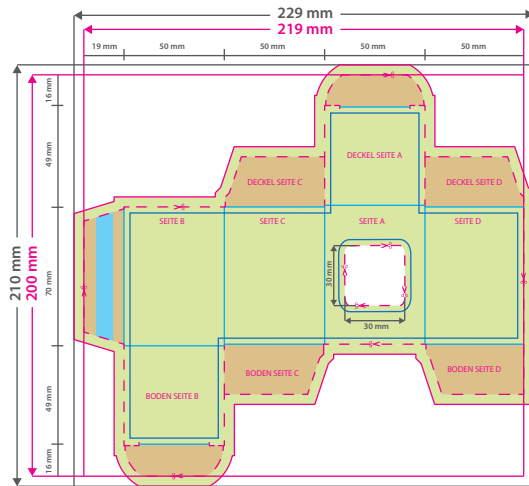 229 mm
219 mm
19 mm
50 mm
50 mm
50 mm
50 mm
16 mm
49 mm
70 mm
49 mm
16 mm
210 mm
200 mm
DECKEL SEITE A
DECKEL SEITE C
DECKEL SEITE D
SEITE B
SEITE C
SEITE A
SEITE D
30 mm
30 mm
BODEN SEITE C
BODEN SEITE D
BODEN SEITE B